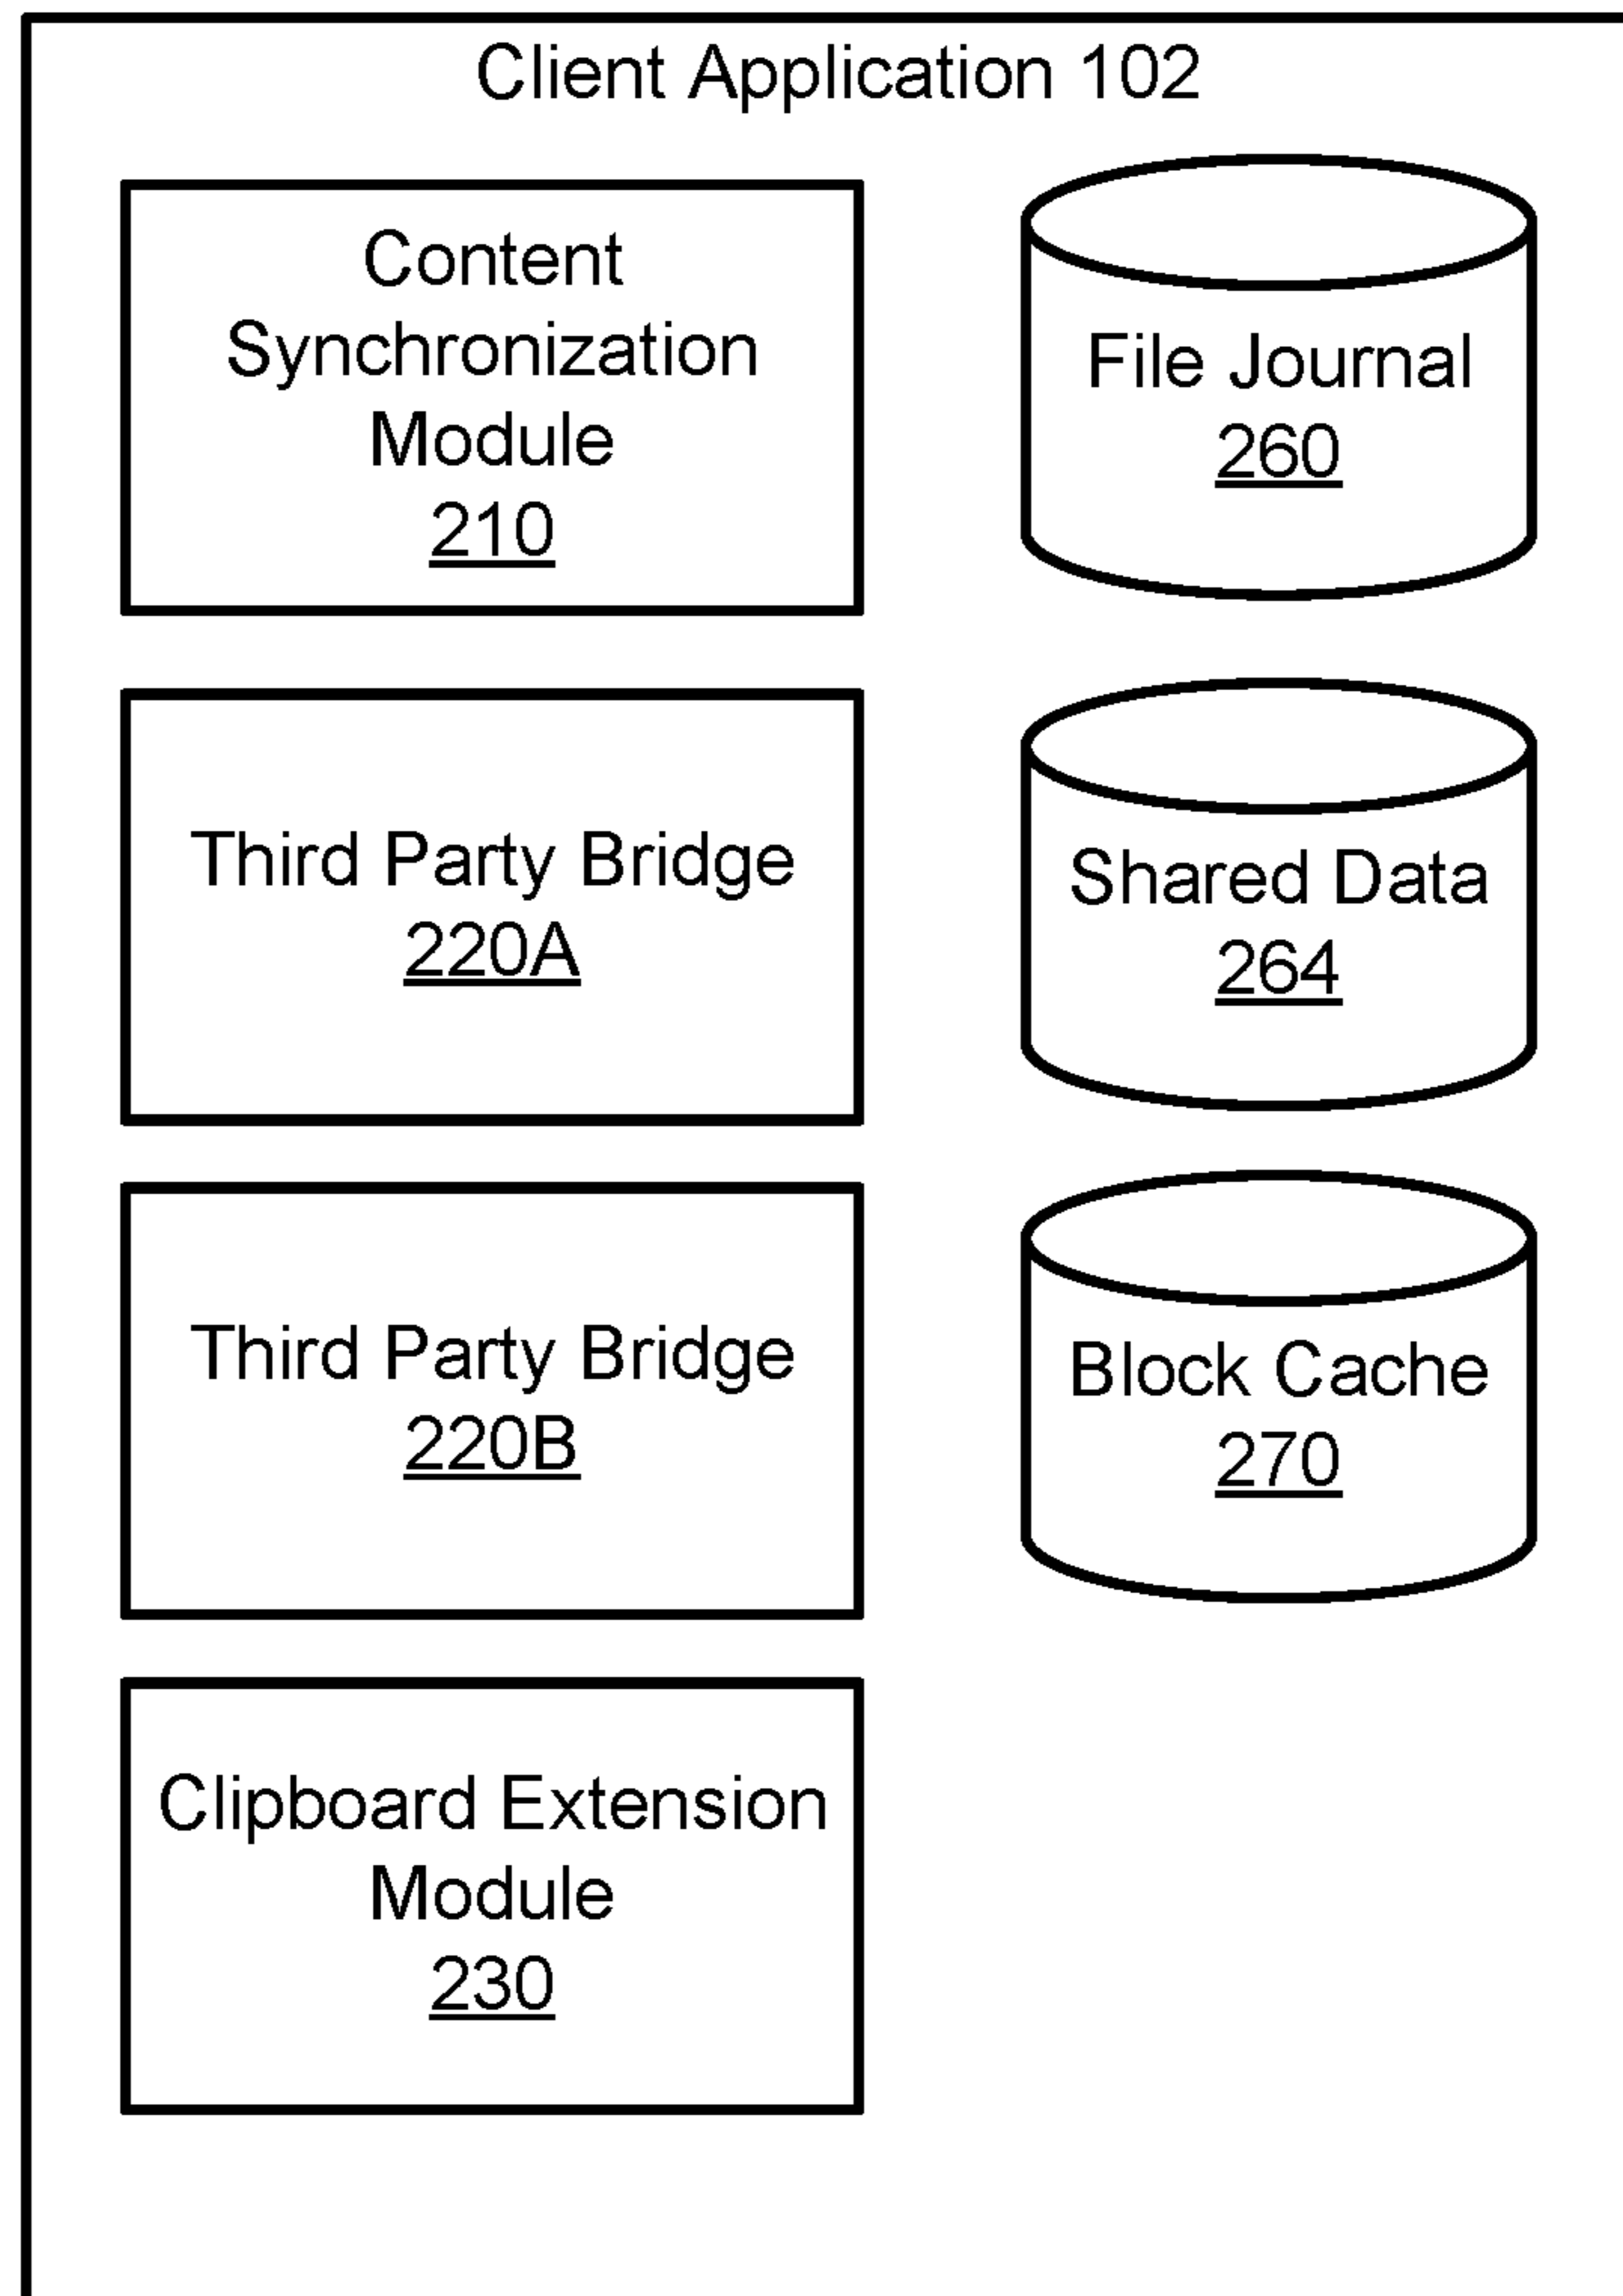 Client Application 102
Content
Synchronization
Module
210
File Journal
260
Third Party Bridge
220A
Shared Data
264
Third Party Bridge
220B
Block Cache
270
Clipboard Extension
Module
230